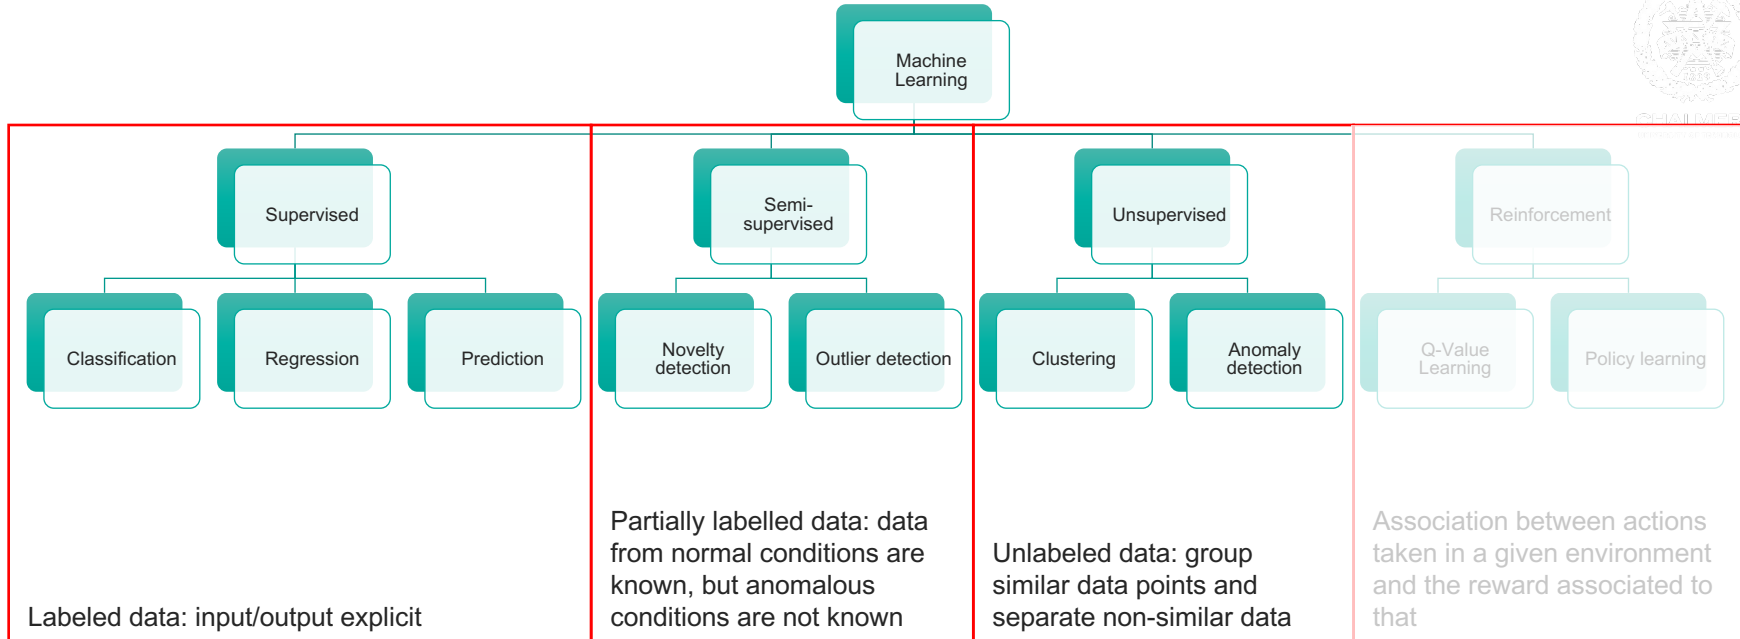 Machine
Learning
Supervised
Semi-
supervised
Unsupervised
Reinforcement
Classification
Regression
Prediction
Novelty
detection
Outlier detection
Clustering
Anomaly
detection
Q-Value
Learning
Policy learning
Labeled data: input/output explicit
Partially labelled data: data
from normal conditions are
known, but anomalous
conditions are not known
Unlabeled data: group
similar data points and
separate non-similar data
Association between actions
taken in a given environment
and the reward associated to
that